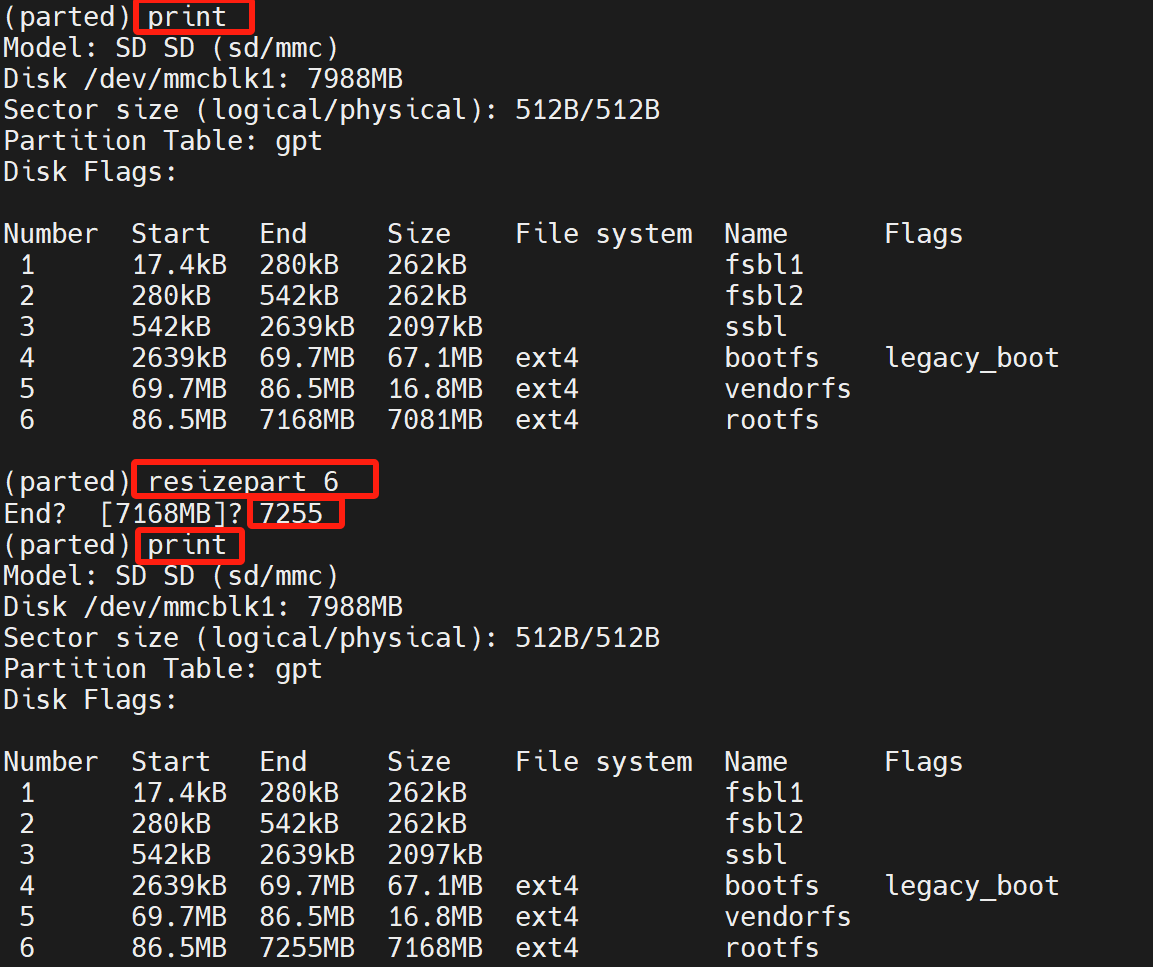 (parted) print
Model: SD SD (sd/mmc)
Disk /dev/mmcblk1: 7988MB
Sector size (logical/physical): 512B/512B
Partition Table: gpt
Disk Flags:
Number  Start   End     Size    File system  Name      Flags
 1      17.4kB  280kB   262kB                fsbl1
 2      280kB   542kB   262kB                fsbl2
 3      542kB   2639kB  2097kB               ssbl
 4      2639kB  69.7MB  67.1MB  ext4         bootfs    legacy_boot
 5      69.7MB  86.5MB  16.8MB  ext4         vendorfs
 6      86.5MB  7168MB  7081MB  ext4         rootfs
(parted) resizepart 6
End?  [7168MB]? 7255
(parted) print
Model: SD SD (sd/mmc)
Disk /dev/mmcblk1: 7988MB
Sector size (logical/physical): 512B/512B
Partition Table: gpt
Disk Flags:
Number  Start   End     Size    File system  Name      Flags
 1      17.4kB  280kB   262kB                fsbl1
 2      280kB   542kB   262kB                fsbl2
 3      542kB   2639kB  2097kB               ssbl
 4      2639kB  69.7MB  67.1MB  ext4         bootfs    legacy_boot
 5      69.7MB  86.5MB  16.8MB  ext4         vendorfs
 6      86.5MB  7255MB  7168MB  ext4         rootfs